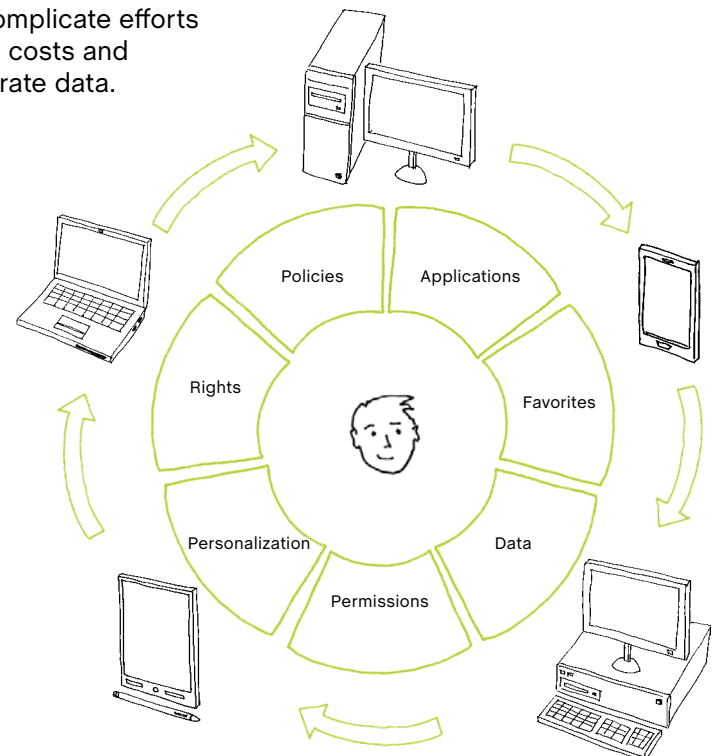 omplicate efforts
costs and
rate data.
Policies
Applications
Rights
Favorites
Personalization
Data
Permissions